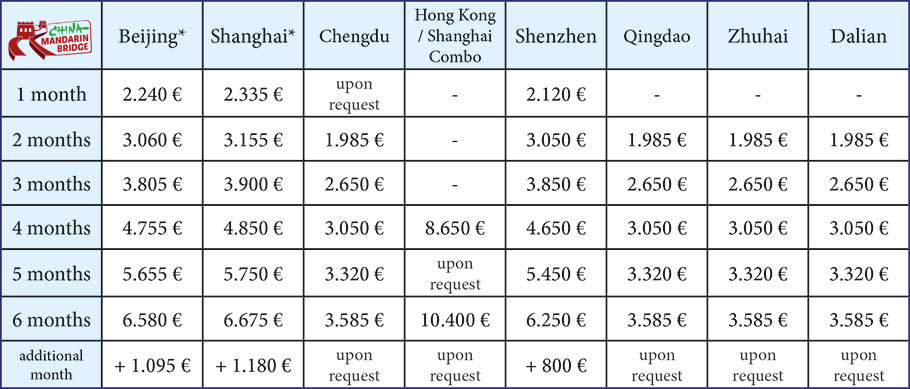 CHINA
MANDARIN
BRIDGE
Beijing* Shanghai* Chengdu Hong Kong / Shanghai Combo Shenzhen Qingdao Zhuhai Dalian
1 month 2.240 € 2.335 € upon request - 2.120 € - - -
2 months 3.060 € 3.155 € 1.985 € - 3.050 € 1.985 € 1.985 € 1.985 €
3 months 3.805 € 3.900 € 2.650 € - 3.850 € 2.650 € 2.650 € 2.650 €
4 months 4.755 € 4.850 € 3.050 € 8.650 € 4.650 € 3.050 € 3.050 € 3.050 €
5 months 5.655 € 5.750 € 3.320 € upon request 5.450 € 3.320 € 3.320 € 3.320 €
6 months 6.580 € 6.675 € 3.585 € 10.400 € 6.250 € 3.585 € 3.585 € 3.585 €
additional month + 1.095 € + 1.180 € upon request upon request + 800 € upon request upon request upon request